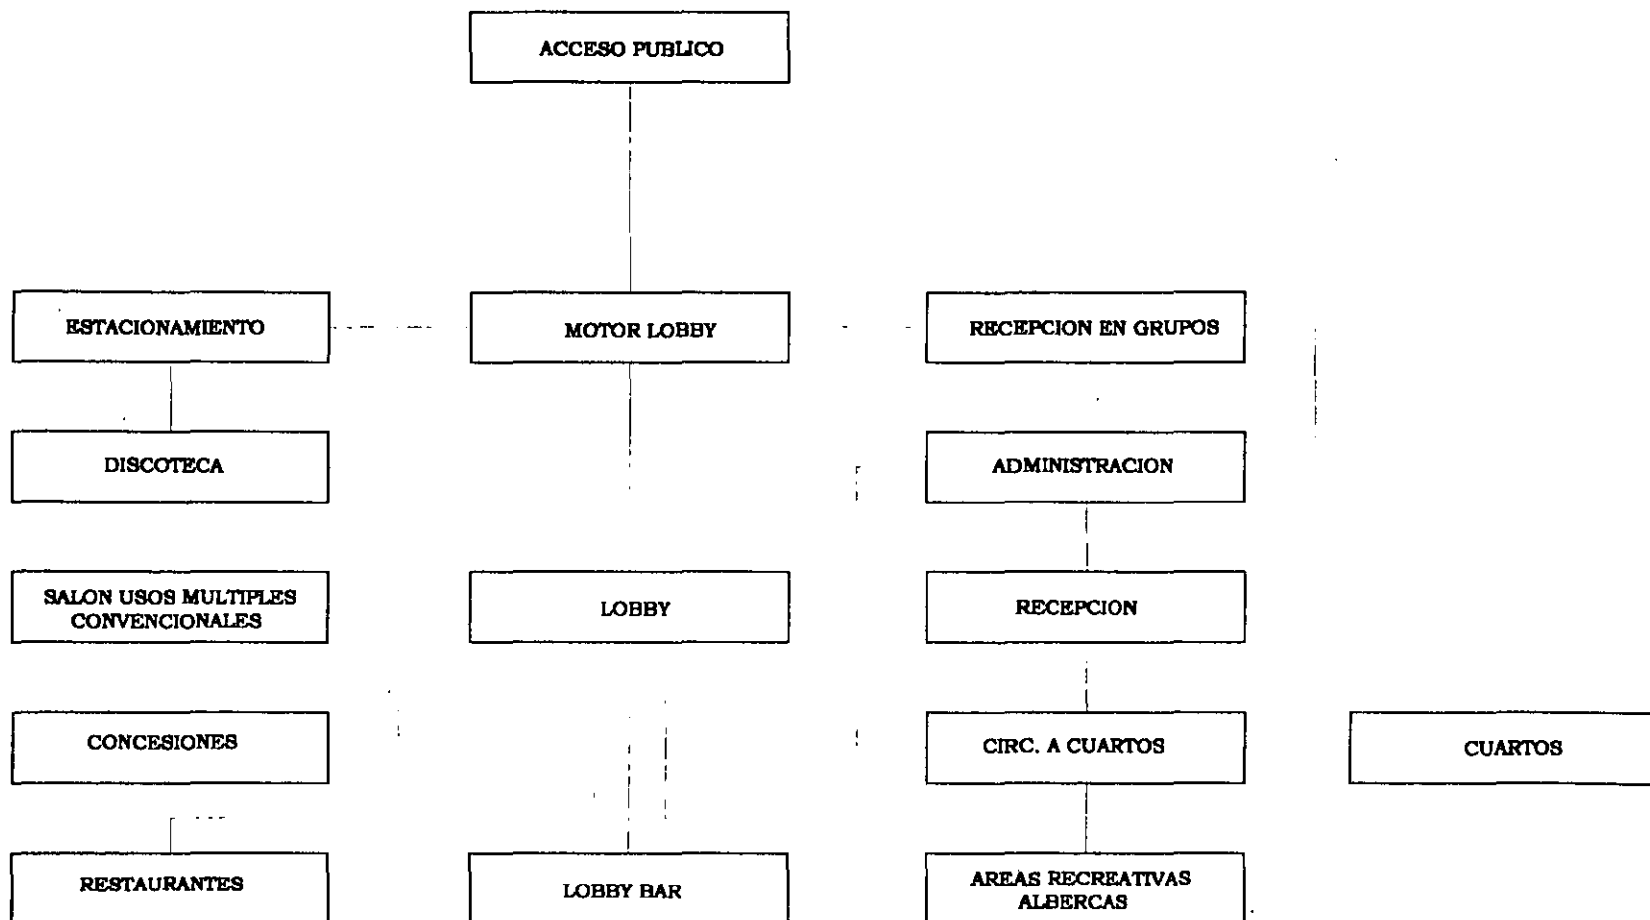 ACCESO PUBLICO
ESTACIONAMIENTO
MOTOR LOBBY
RECEPCION EN GRUPOS
DISCOTECA
ADMINISTRACION
SALON USOS MULTIPLES
CONVENCIONALES
LOBBY
RECEPCION
CONCESIONES
CIRC. A CUARTOS
CUARTOS
RESTAURANTES
LOBBY BAR
AREAS RECREATIVAS
ALBERCAS